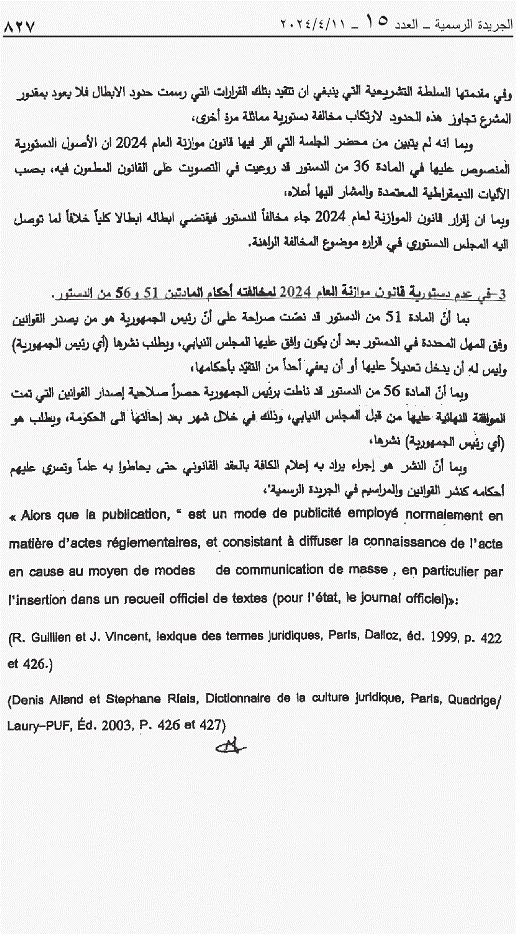 الجريدة الرسمية ــ العدد ١٥ ــ ٢٠٢٤/٤/١١
٨٢٧
وفي مقدمتها السلطة التشريعية التي ينبغي ان تتقيد بتلك القرارات التي رسمت حدود الابطال فلا يعود بمقدور
المشرع تجاوز هذه الحدود لارتكاب مخالفة دستورية مماثلة مرة أخرى،
وبما انه لم يتبين من محضر الجلسة التي اقر فيها قانون موازنة العام 2024 ان الأصول الدستورية
المنصوص عليها في المادة 36 من الدستور قد روعيت في التصويت على القانون المطعون فيه، بحسب
الآليات الديمقراطية المعتمدة والمشار اليها أعلاه،
وبما ان إقرار قانون الموازنة لعام 2024 جاء مخالفاً للدستور فيقتضي ابطاله ابطالا كلياً خلافاً لما توصل
اليه المجلس الدستوري في قراره موضوع المخالفة الراهنة.
3-في عدم دستورية قانون موازنة العام 2024 لمخالفته أحكام المادتين 51 و56 من الدستور.
بما أنّ المادة 51 من الدستور قد نصّت صراحة على أنّ رئيس الجمهورية هو من يصدر القوانين
وفق المهل المحددة في الدستور بعد أن يكون وافق عليها المجلس النيابي، ويطلب نشرها (أي رئيس الجمهورية)
وليس له أن يدخل تعديلاً عليها أو أن يعفي أحداً من التقيّد بأحكامها،
وبما أنّ المادة 56 من الدستور قد ناطت برئيس الجمهورية حصراً صلاحية إصدار القوانين التي تمت
الموافقة النهائية عليها من قبل المجلس النيابي، وذلك في خلال شهر بعد إحالتها الى الحكومة، ويطلب هو
(أي رئيس الجمهورية) نشرها،
وبما أنّ النشر هو إجراء يراد به إعلام الكافة بالعقد القانوني حتى يحاطوا به علماً وتسري عليهم
أحكامه كنشر القوانين والمراسيم في الجريدة الرسمية،
« Alors que la publication, “ est un mode de publicité employé normalement en
matière d’actes réglementaires, et consistant à diffuser la connaissance de l’acte
en cause au moyen de modes de communication de masse , en particulier par
l’insertion dans un recueil officiel de textes (pour l’état, le journal officiel)»:
(R. Guillien et J. Vincent, lexique des termes juridiques, Paris, Dalloz, éd. 1999, p. 422
et 426.)
(Denis Alland et Stephane Rials, Dictionnaire de la culture juridique, Paris, Quadrige/
Laury–PUF, Éd. 2003, P. 426 et 427)